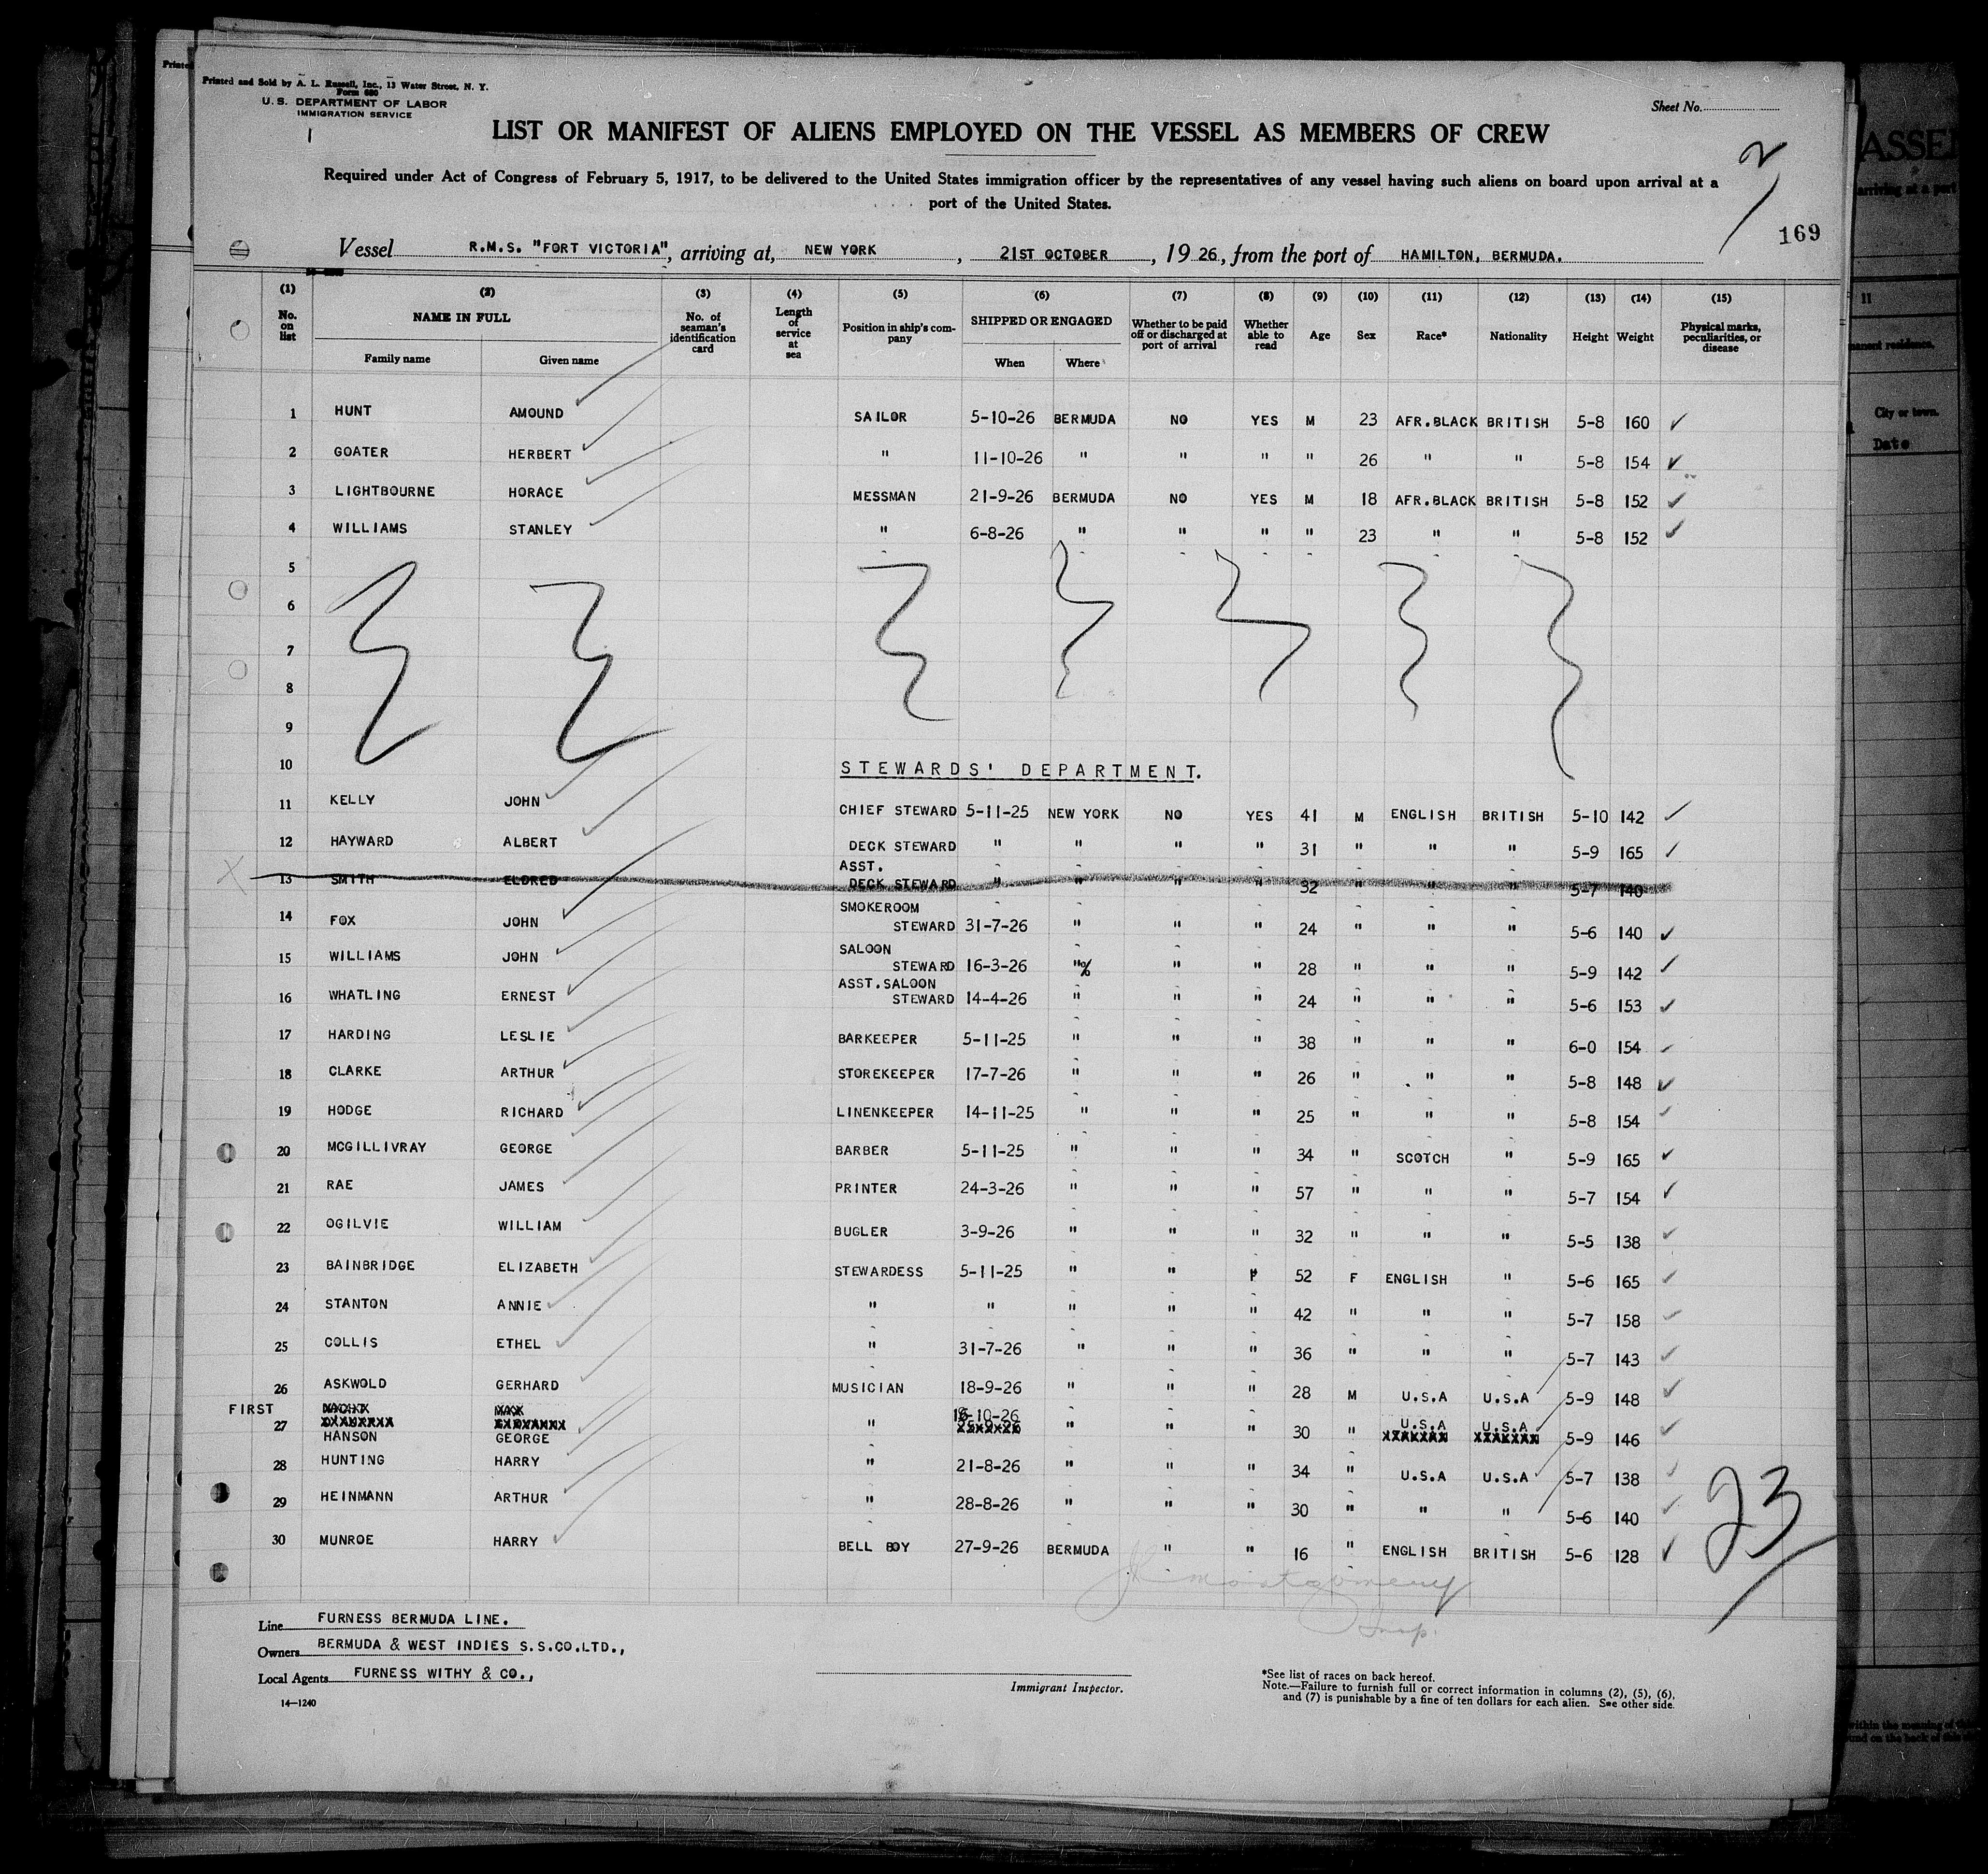 Printed and Sold by A. L. Russell, Inc., 13 Water Street, N. Y.
Form 680
U. S. DEPARTMENT OF LABOR
IMMIGRATION SERVICE
Sheet No.
LIST OR MANIFEST OF ALIENS EMPLOYED ON THE VESSEL AS MEMBERS OF CREW
Required under Act of Congress of February 5, 1917, to be delivered to the United States immigration officer by the representatives of any vessel having such aliens on board upon arrival at a
port of the United States.
169
Vessel R.M.S. "FORT VICTORIA", arriving at, NEW YORK, 21ST OCTOBER, 19 26, from the port of HAMILTON, BERMUDA.
(1) (2) (3) (4) (5) (6) (7) (8) (9) (10) (11) (12) (13) (14) (15)
No. on list NAME IN FULL Family name Given name No. of seaman's identification card Length of service at sea Position in ship's company SHIPPED OR ENGAGED When Where Whether to be paid off or discharged at port of arrival Whether able to read Age Sex Race* Nationality Height Weight Physical marks, peculiarities, or disease
1 HUNT AMOUND SAILOR 5-10-26 BERMUDA NO YES M 23 AFR.BLACK BRITISH 5-8 160
2 GOATER HERBERT " 11-10-26 " " " " 26 " " 5-8 154
3 LIGHTBOURNE HORACE MESSMAN 21-9-26 BERMUDA NO YES M 18 AFR.BLACK BRITISH 5-8 152
4 WILLIAMS STANLEY " 6-8-26 " " " " 23 " " 5-8 152
5
6
7
8
9
10 STEWARDS' DEPARTMENT.
11 KELLY JOHN CHIEF STEWARD 5-11-25 NEW YORK NO YES 41 M ENGLISH BRITISH 5-10 142
12 HAYWARD ALBERT DECK STEWARD " " " " 31 " " " 5-9 165
13 SMITH ELDRED ASST. DECK STEWARD " " " " 32 " " " 5-7 140
14 FOX JOHN SMOKEROOM STEWARD 31-7-26 " " " 24 " " " 5-6 140
15 WILLIAMS JOHN SALOON STEWARD 16-3-26 "% " " 28 " " " 5-9 142
16 WHATLING ERNEST ASST.SALOON STEWARD 14-4-26 " " " 24 " " " 5-6 153
17 HARDING LESLIE BARKEEPER 5-11-25 " " " 38 " " " 6-0 154
18 CLARKE ARTHUR STOREKEEPER 17-7-26 " " " 26 " " " 5-8 148
19 HODGE RICHARD LINENKEEPER 14-11-25 " " " 25 " " " 5-8 154
20 MCGILLIVRAY GEORGE BARBER 5-11-25 " " " 34 " SCOTCH " 5-9 165
21 RAE JAMES PRINTER 24-3-26 " " " 57 " " " 5-7 154
22 OGILVIE WILLIAM BUGLER 3-9-26 " " " 32 " " " 5-5 138
23 BAINBRIDGE ELIZABETH STEWARDESS 5-11-25 " " 52 F ENGLISH " 5-6 165
24 STANTON ANNIE " " " " " 42 " " " 5-7 158
25 COLLIS ETHEL " 31-7-26 " " " 36 " " " 5-7 143
26 ASKWOLD GERHARD MUSICIAN 18-9-26 " " " 28 M U.S.A U.S.A 5-9 148
FIRST
27 HANSON GEORGE " -10-26 " " " 30 " U.S.A U.S.A 5-9 146
28 HUNTING HARRY " 21-8-26 " " " 34 " U.S.A U.S.A 5-7 138
29 HEINMANN ARTHUR " 28-8-26 " " " 30 " " " 5-6 140
30 MUNROE HARRY BELL BOY 27-9-26 BERMUDA " " 16 " ENGLISH BRITISH 5-6 128
23
Montgomery
Insp.
Line FURNESS BERMUDA LINE.
Owners BERMUDA & WEST INDIES S.S.CO.LTD.,
Local Agents FURNESS WITHY & CO.,
14—1240
Immigrant Inspector.
*See list of races on back hereof.
Note.—Failure to furnish full or correct information in columns (2), (5), (6),
and (7) is punishable by a fine of ten dollars for each alien. See other side.
11
City or town.
Date